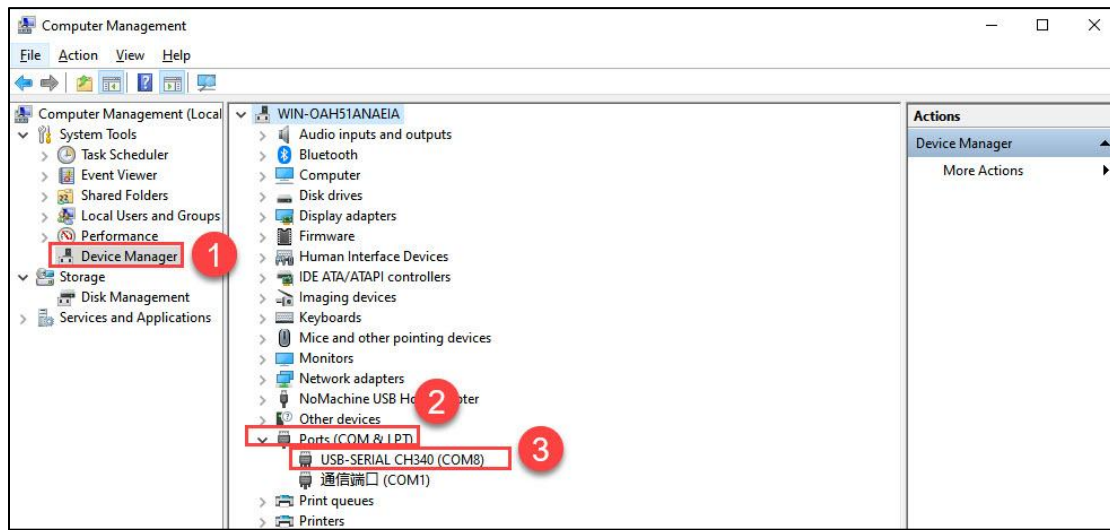 Computer Management
File Action View Help
Computer Management (Local
System Tools
Task Scheduler
Event Viewer
Shared Folders
Local Users and Groups
Performance
Device Manager
1
Storage
Disk Management
Services and Applications
WIN-OAH51ANAEIA
Audio inputs and outputs
Bluetooth
Computer
Disk drives
Display adapters
Firmware
Human Interface Devices
IDE ATA/ATAPI controllers
Imaging devices
Keyboards
Mice and other pointing devices
Monitors
Network adapters
NoMachine USB
2
Other devices
Ports (COM & LPT)
USB-SERIAL CH340 (COM8)
3
通信端口 (COM1)
Print queues
Printers
Actions
Device Manager
More Actions